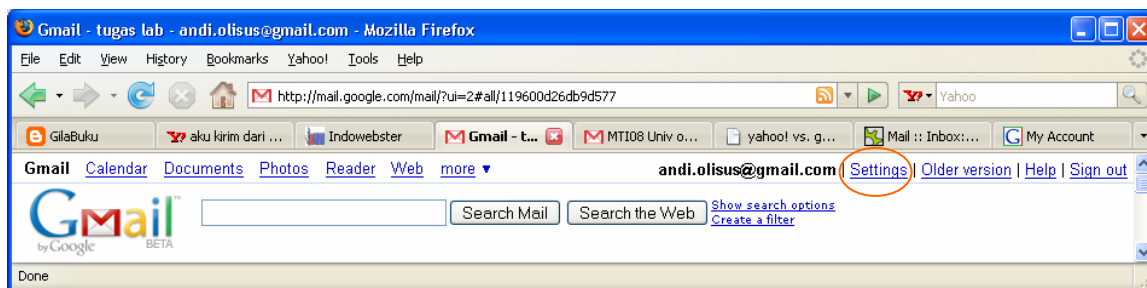 Gmail - tugas lab - andi.olisus@gmail.com - Mozilla Firefox
File Edit View History Bookmarks Yahoo! Tools Help
http://mail.google.com/mail/?ui=2#all/119600d26db9d577 Yahoo
GilaBuku aku kirim dari ... Indowebster Gmail - t... MTI08 Univ o... yahoo! vs. g... Mail :: Inbox:... My Account
Gmail Calendar Documents Photos Reader Web more ▼ andi.olisus@gmail.com | Settings | Older version | Help | Sign out
Gmail by Google BETA Search Mail Search the Web Show search options
Create a filter
Done